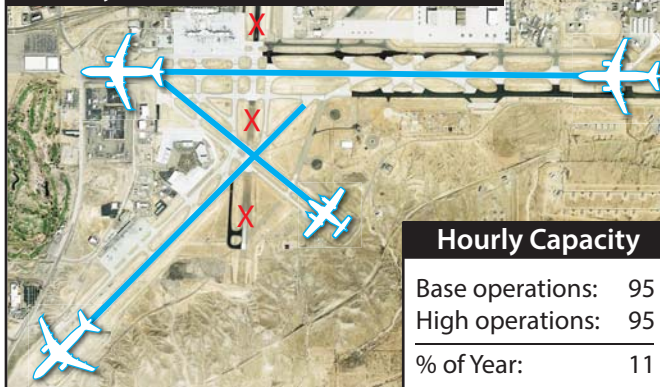 X
X
X
Hourly Capacity
Base operations: 95
High operations: 95
% of Year: 11